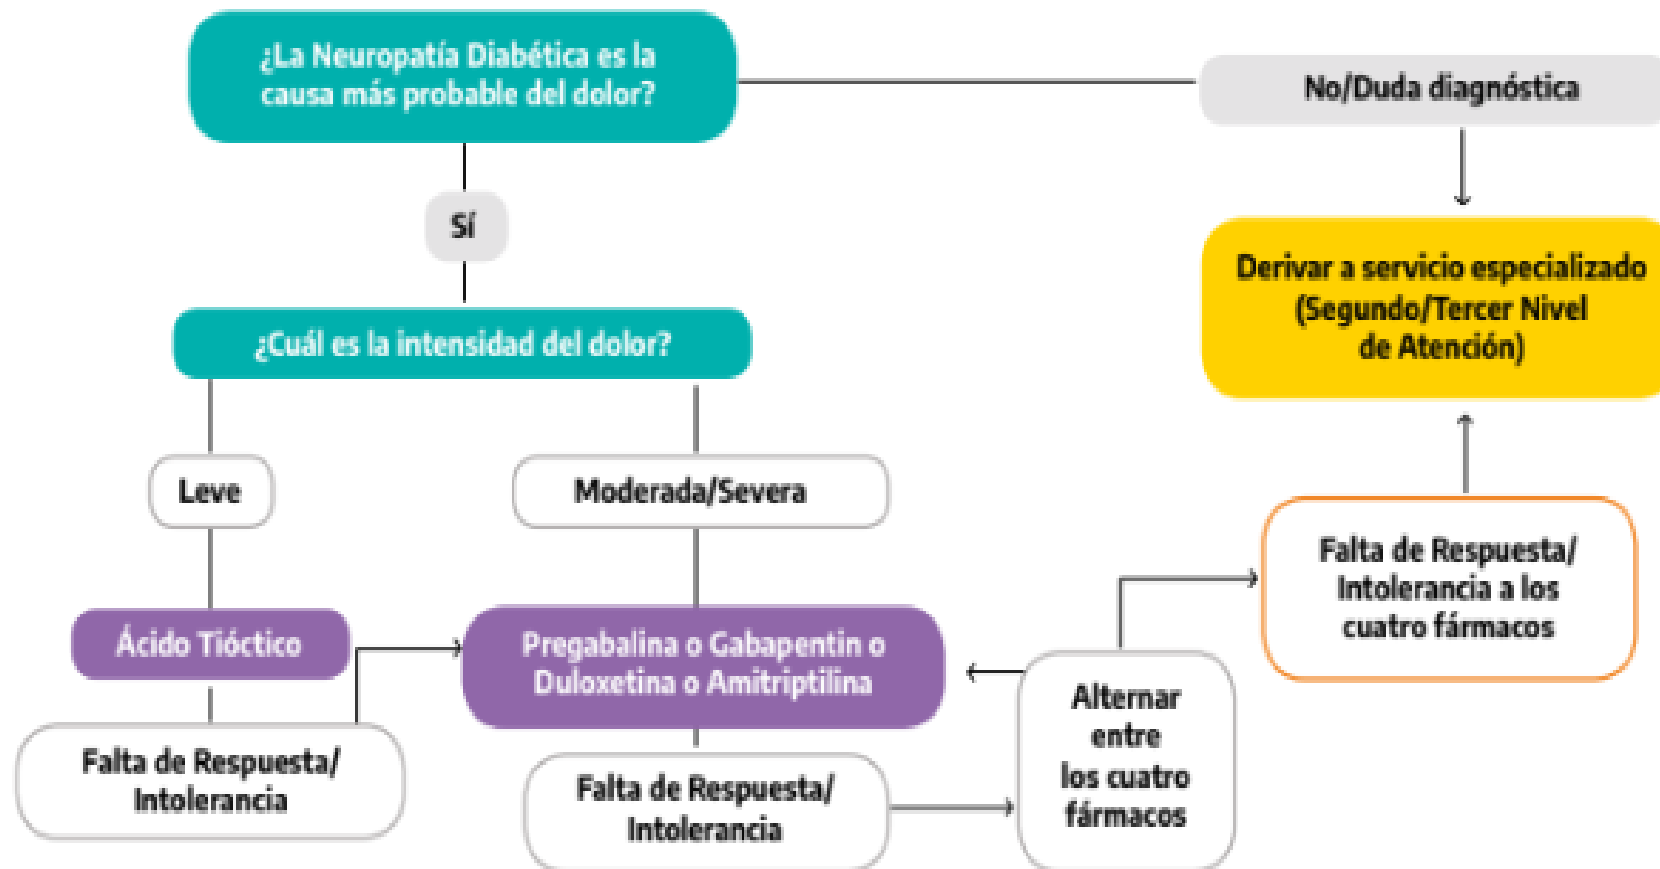 ¿La Neuropatía Diabética es la
causa más probable del dolor?
No/Duda diagnóstica
Sí
Derivar a servicio especializado
(Segundo/Tercer Nivel
de Atención)
¿Cuál es la intensidad del dolor?
Leve
Moderada/Severa
Falta de Respuesta/
Intolerancia a los
cuatro fármacos
Ácido Tióctico
Pregabalina o Gabapentin o
Duloxetina o Amitriptilina
Alternar
entre
los cuatro
fármacos
Falta de Respuesta/
Intolerancia
Falta de Respuesta/
Intolerancia